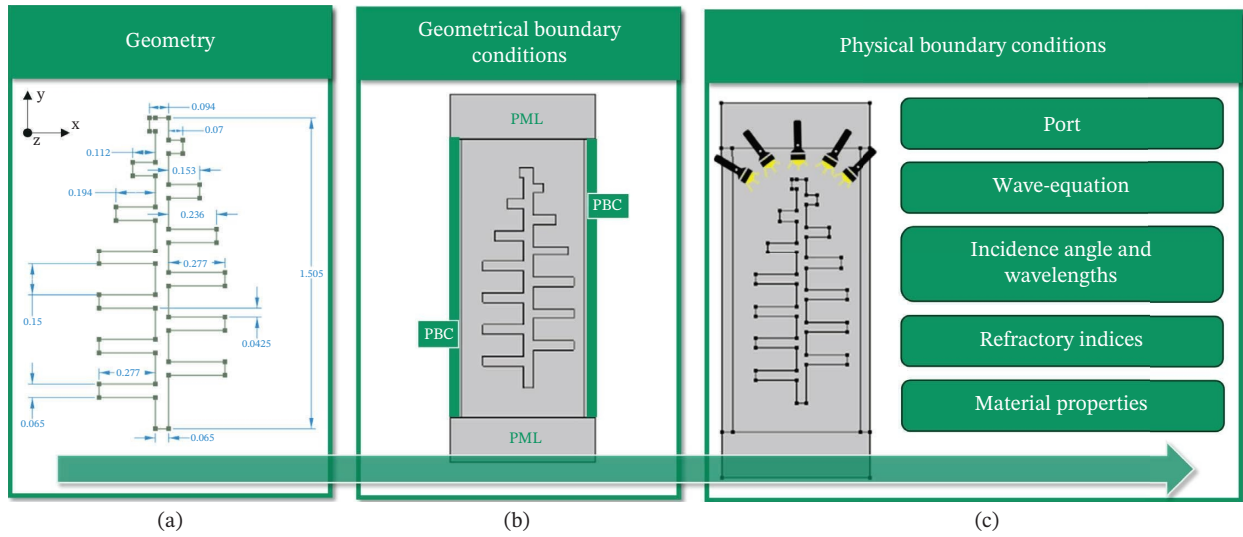 Geometry
y
x
z
0.094
0.07
0.112
0.153
0.194
0.236
0.277
1.505
0.15
0.0425
0.277
0.065
0.065
(a)
Geometrical boundary
conditions
PML
PBC
PBC
PML
(b)
Physical boundary conditions
Port
Wave-equation
Incidence angle and
wavelengths
Refractory indices
Material properties
(c)